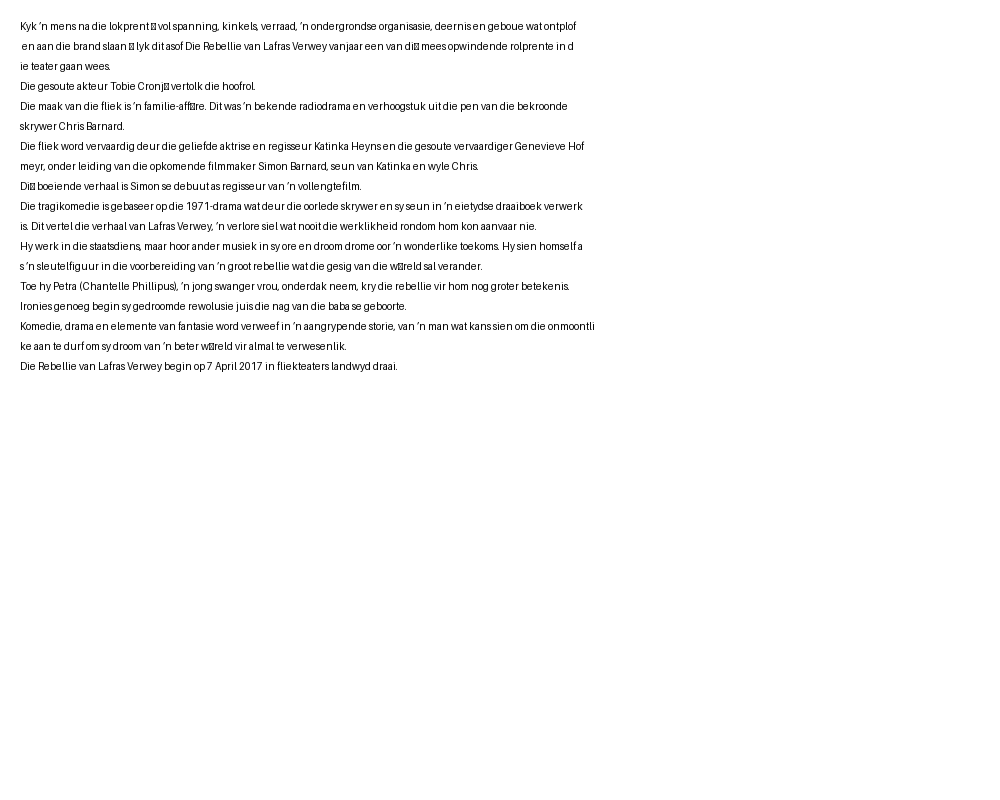 Kyk 'n mens na die lokprent □ vol spanning, kinkels, verraad, 'n ondergrondse organisasie, deernis en geboue wat ontplof
en aan die brand slaan □ lyk dit asof Die Rebellie van Lafras Verwey vanjaar een van di□ mees opwindende rolprente in d
ie teater gaan wees.
Die gesoute akteur Tobie Cronj□ vertolk die hoofrol.
Die maak van die fliek is 'n familie-aff□re. Dit was 'n bekende radiodrama en verhoogstuk uit die pen van die bekroonde
skrywer Chris Barnard.
Die fliek word vervaardig deur die geliefde aktrise en regisseur Katinka Heyns en die gesoute vervaardiger Genevieve Hof
meyr, onder leiding van die opkomende filmmaker Simon Barnard, seun van Katinka en wyle Chris.
Di□ boeiende verhaal is Simon se debuut as regisseur van 'n vollengtefilm.
Die tragikomedie is gebaseer op die 1971-drama wat deur die oorlede skrywer en sy seun in 'n eietydse draaiboek verwerk
is. Dit vertel die verhaal van Lafras Verwey, 'n verlore siel wat nooit die werklikheid rondom hom kon aanvaar nie.
Hy werk in die staatsdiens, maar hoor ander musiek in sy ore en droom drome oor 'n wonderlike toekoms. Hy sien homself a
s 'n sleutelfiguur in die voorbereiding van 'n groot rebellie wat die gesig van die w□reld sal verander.
Toe hy Petra (Chantelle Phillipus), 'n jong swanger vrou, onderdak neem, kry die rebellie vir hom nog groter betekenis.
Ironies genoeg begin sy gedroomde rewolusie juis die nag van die baba se geboorte.
Komedie, drama en elemente van fantasie word verweef in 'n aangrypende storie, van 'n man wat kans sien om die onmoontli
ke aan te durf om sy droom van 'n beter w□reld vir almal te verwesenlik.
Die Rebellie van Lafras Verwey begin op 7 April 2017 in fliekteaters landwyd draai.